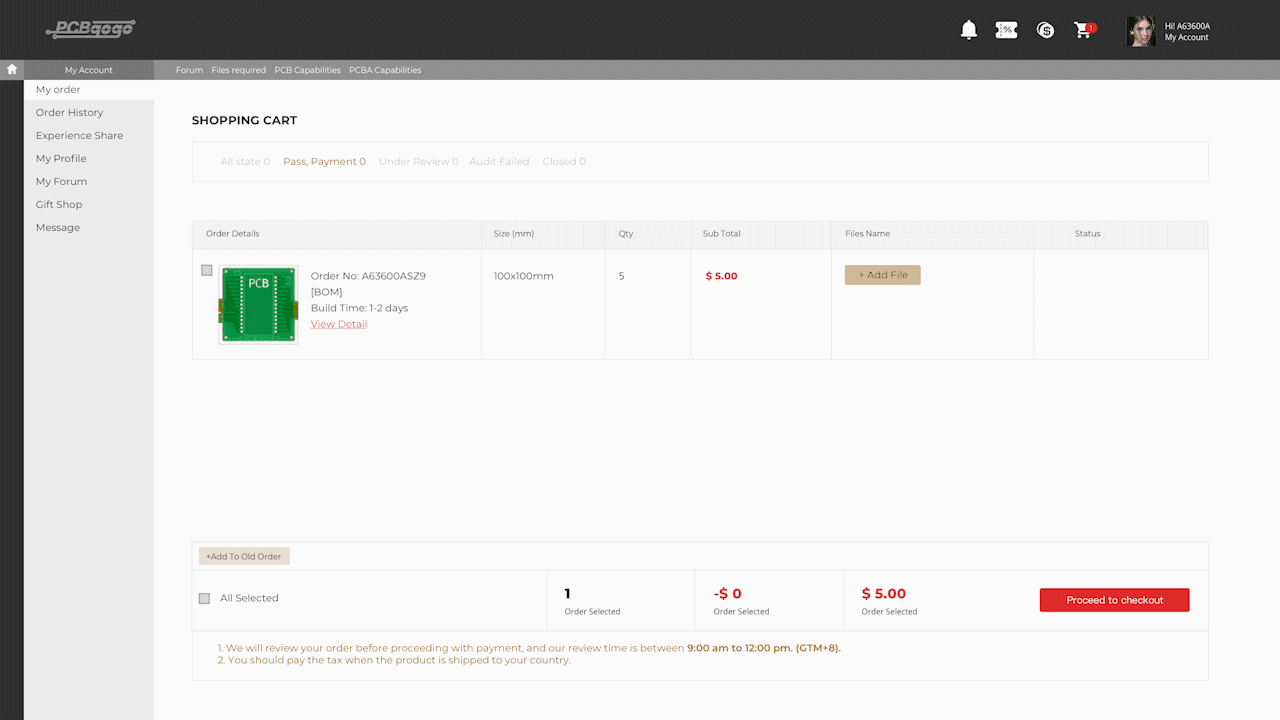 PCBgogo
1
Hi! A63600A
My Account
My Account
Forum Files required PCB Capabilities PCBA Capabilities
My order
Order History
Experience Share
My Profile
My Forum
Gift Shop
Message
SHOPPING CART
All state 0 Pass, Payment 0 Under Review 0 Audit Failed Closed 0
Order Details Size (mm) Qty Sub Total Files Name Status
PCB
Order No: A63600ASZ9
[BOM]
Build Time: 1-2 days
View Detail
100x100mm
5
$ 5.00
+ Add File
+Add To Old Order
All Selected
1
Order Selected
-$ 0
Order Selected
$ 5.00
Order Selected
Proceed to checkout
1. We will review your order before proceeding with payment, and our review time is between 9:00 am to 12:00 pm. (GTM+8).
2. You should pay the tax when the product is shipped to your country.